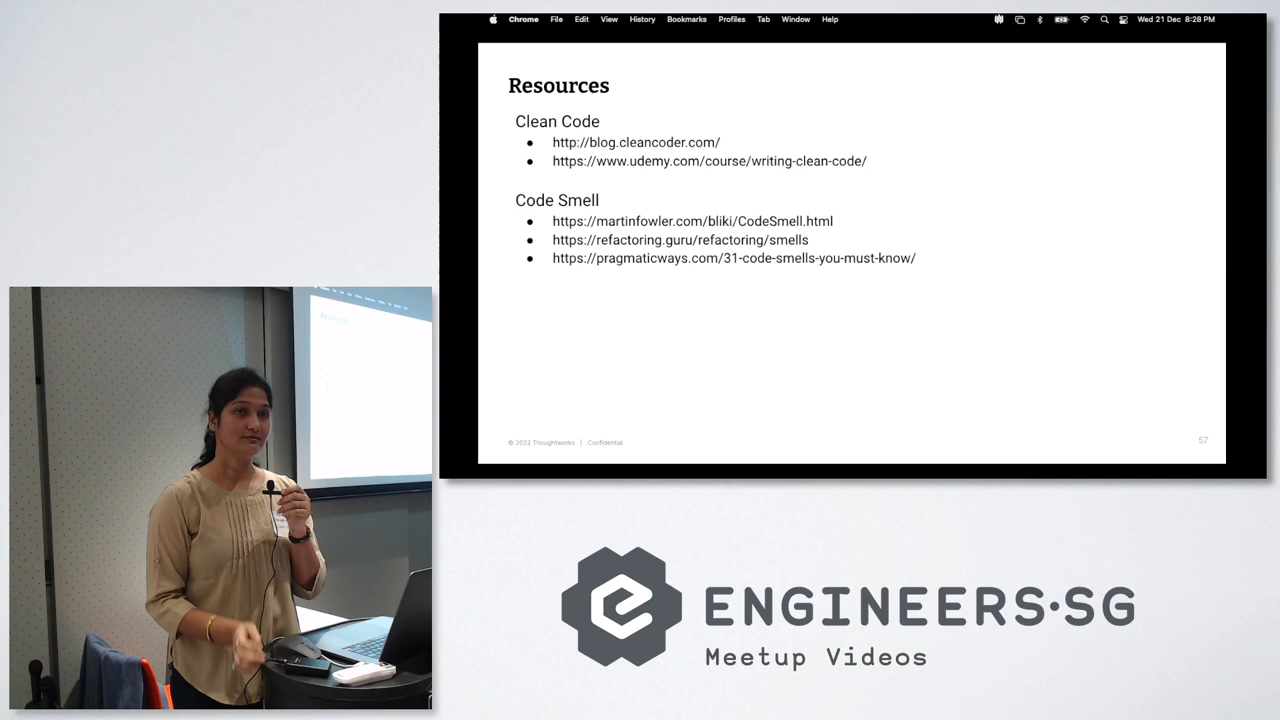 Chrome File Edit View History Bookmarks Profiles Tab Window Help Wed 21 Dec 8:28 PM
Resources
Clean Code
● http://blog.cleancoder.com/
● https://www.udemy.com/course/writing-clean-code/
Code Smell
● https://martinfowler.com/bliki/CodeSmell.html
● https://refactoring.guru/refactoring/smells
● https://pragmaticways.com/31-code-smells-you-must-know/
© 2022 Thoughtworks | Confidential
57
ENGINEERS·SG
Meetup Videos